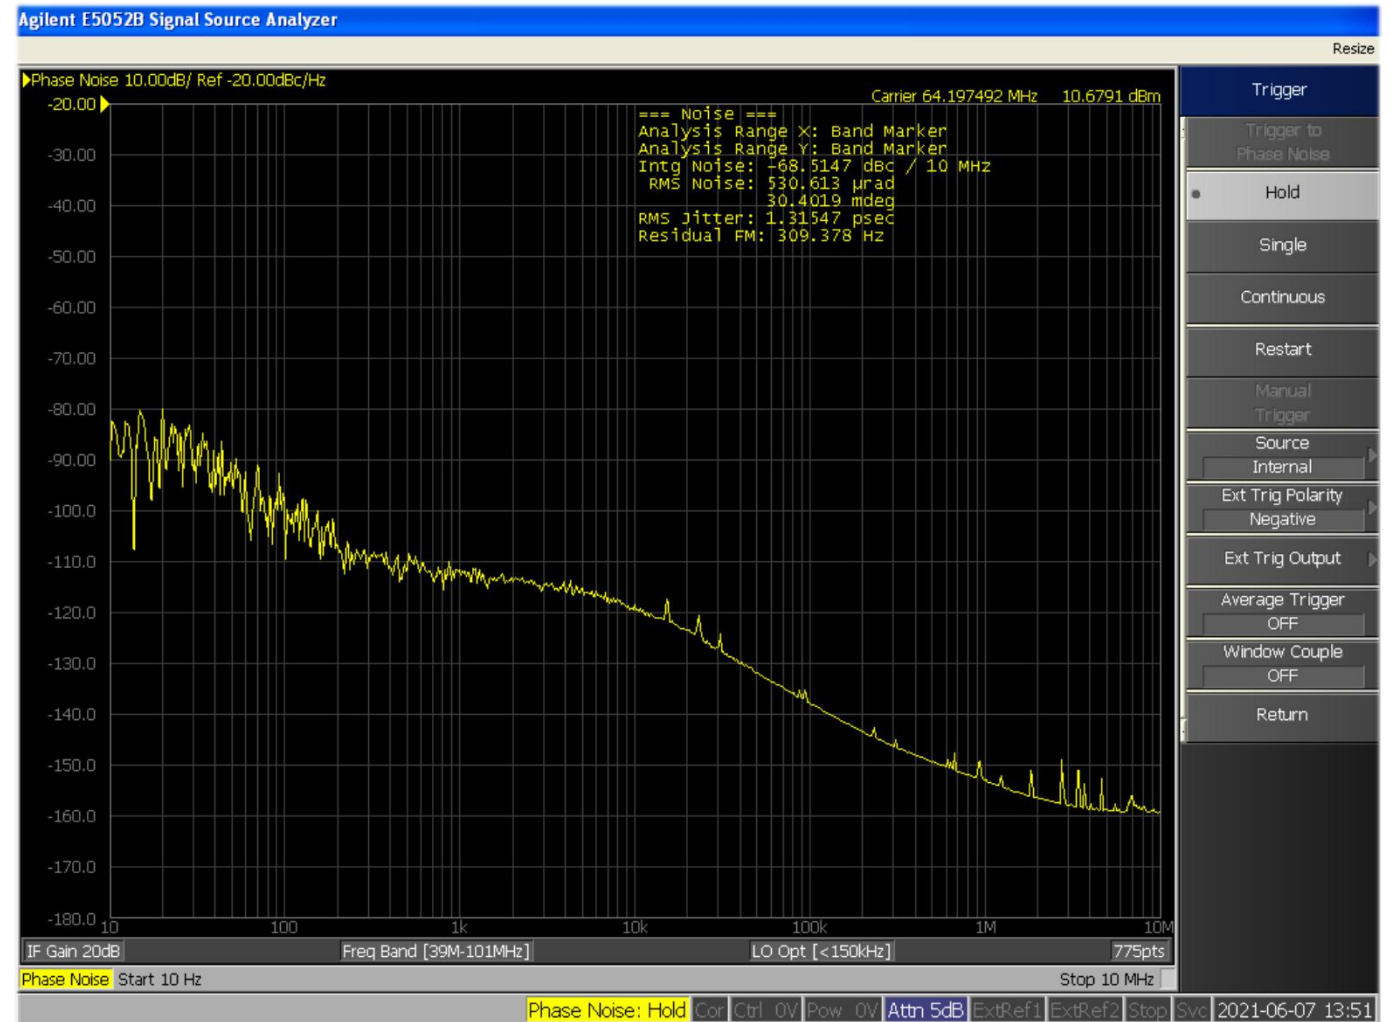 Agilent E5052B Signal Source Analyzer
Resize
Phase Noise 10.00dB/ Ref -20.00dBc/Hz
Carrier 64.197492 MHz 10.6791 dBm
=== Noise ===
Analysis Range X: Band Marker
Analysis Range Y: Band Marker
Intg Noise: -68.5147 dBc / 10 MHz
RMS Noise: 530.613 µrad
30.4019 mdeg
RMS Jitter: 1.31547 psec
Residual FM: 309.378 Hz
-20.00
-30.00
-40.00
-50.00
-60.00
-70.00
-80.00
-90.00
-100.0
-110.0
-120.0
-130.0
-140.0
-150.0
-160.0
-170.0
-180.0
10 100 1k 10k 100k 1M 10M
IF Gain 20dB Freq Band [39M-101MHz] LO Opt [<150kHz] 775pts
Phase Noise Start 10 Hz Stop 10 MHz
Trigger
Trigger to
Phase Noise
Hold
Single
Continuous
Restart
Manual
Trigger
Source
Internal
Ext Trig Polarity
Negative
Ext Trig Output
Average Trigger
OFF
Window Couple
OFF
Return
Phase Noise: Hold Cor Ctrl 0V Pow 0V Attn 5dB ExtRef1 ExtRef2 Stop Svc 2021-06-07 13:51